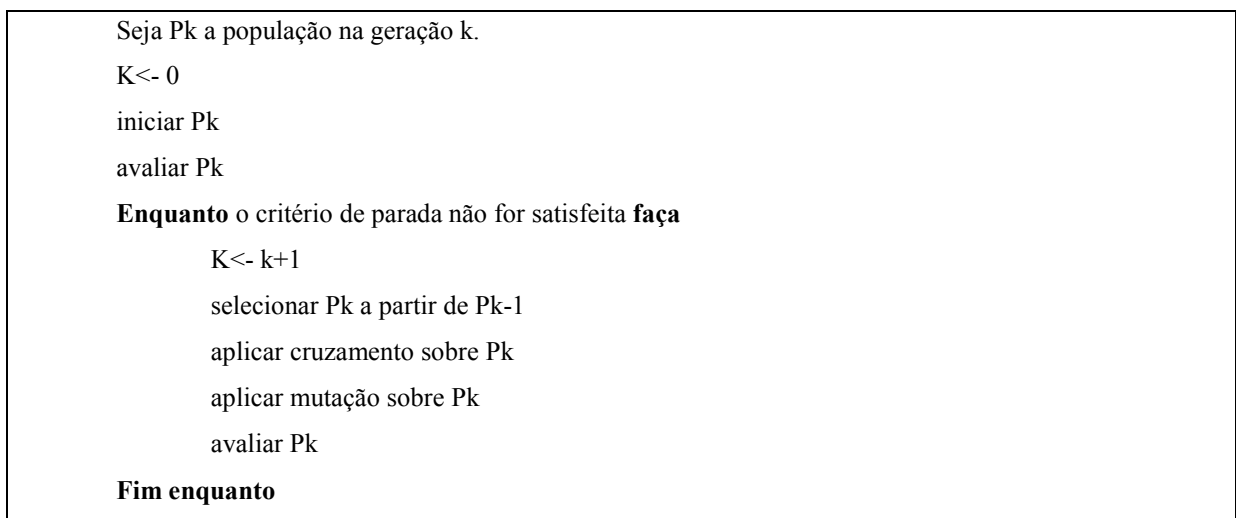 Seja Pk a população na geração k.
K<- 0
iniciar Pk
avaliar Pk
Enquanto o critério de parada não for satisfeita faça
K<- k+1
selecionar Pk a partir de Pk-1
aplicar cruzamento sobre Pk
aplicar mutação sobre Pk
avaliar Pk
Fim enquanto